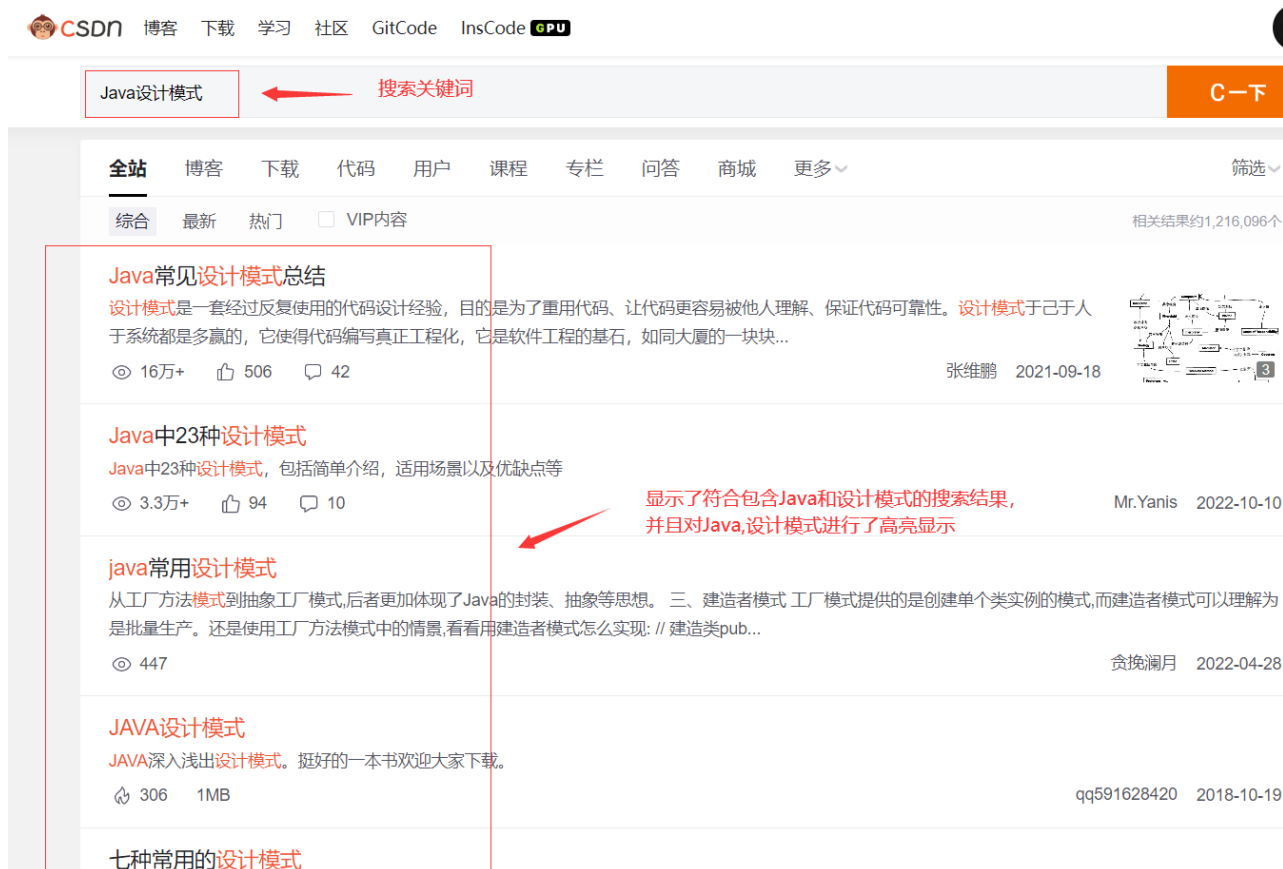 CSDN 博客 下载 学习 社区 GitCode InsCode GPU
Java设计模式 搜索关键词 C一下
全站 博客 下载 代码 用户 课程 专栏 问答 商城 更多 筛选
综合 最新 热门 VIP内容 相关结果约1,216,096个
Java常见设计模式总结
设计模式是一套经过反复使用的代码设计经验，目的是为了重用代码、让代码更容易被他人理解、保证代码可靠性。设计模式于己于人
于系统都是多赢的，它使得代码编写真正工程化，它是软件工程的基石，如同大厦的一块块...
16万+ 506 42 张维鹏 2021-09-18 3
Java中23种设计模式
Java中23种设计模式，包括简单介绍，适用场景以及优缺点等
3.3万+ 94 10 Mr.Yanis 2022-10-10
显示了符合包含Java和设计模式的搜索结果，
并且对Java,设计模式进行了高亮显示
java常用设计模式
从工厂方法模式到抽象工厂模式,后者更加体现了Java的封装、抽象等思想。 三、建造者模式 工厂模式提供的是创建单个类实例的模式,而建造者模式可以理解为
是批量生产。还是使用工厂方法模式中的情景,看看用建造者模式怎么实现: // 建造类pub...
447 贪换澜月 2022-04-28
JAVA设计模式
JAVA深入浅出设计模式。挺好的一本书欢迎大家下载。
306 1MB qq591628420 2018-10-19
七种常用的设计模式